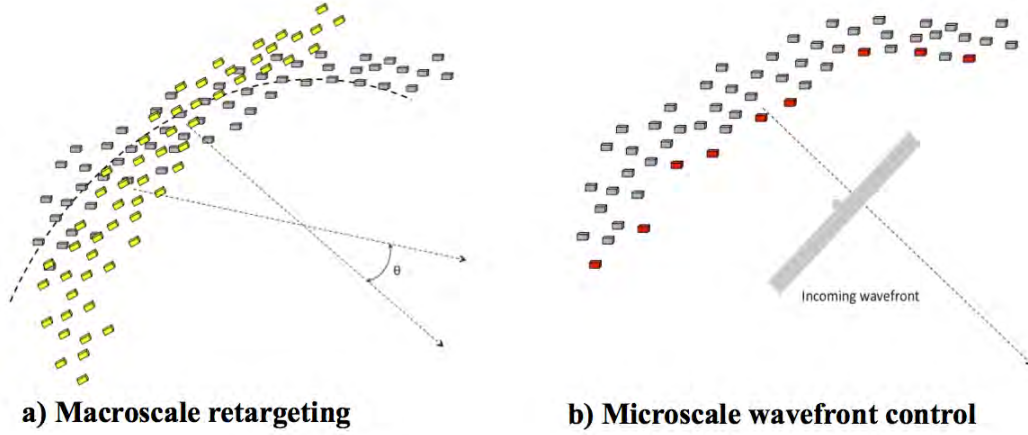 θ
Incoming wavefront
a) Macroscale retargeting
b) Microscale wavefront control